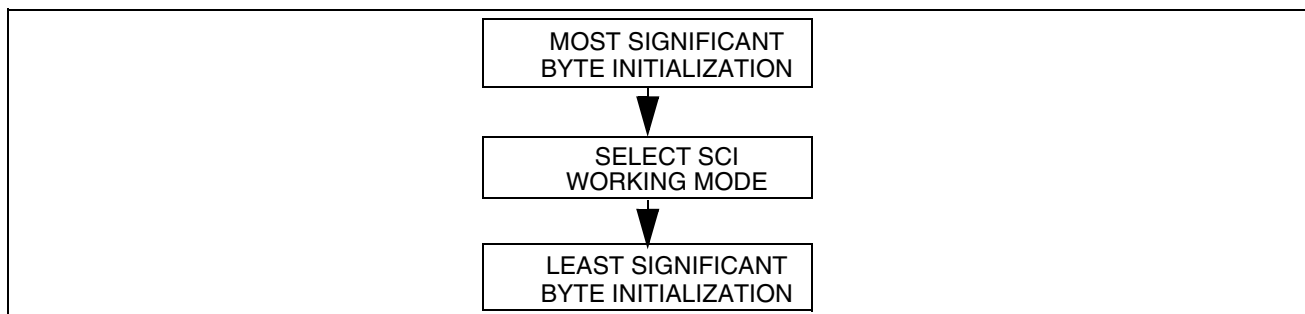 MOST SIGNIFICANT
BYTE INITIALIZATION
SELECT SCI
WORKING MODE
LEAST SIGNIFICANT
BYTE INITIALIZATION